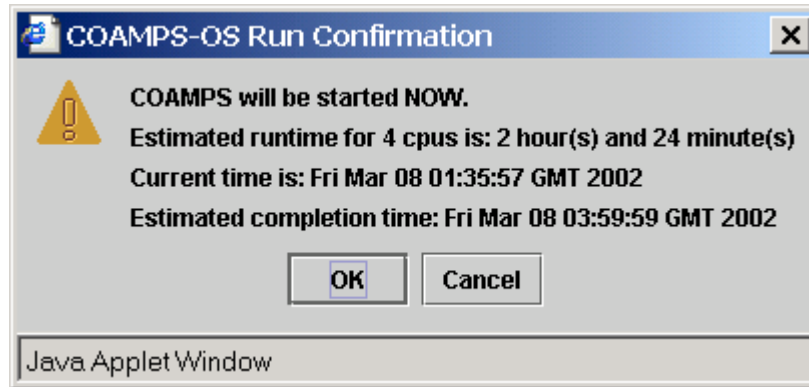 COAMPS-OS Run Confirmation
COAMPS will be started NOW.
Estimated runtime for 4 cpus is: 2 hour(s) and 24 minute(s)
Current time is: Fri Mar 08 01:35:57 GMT 2002
Estimated completion time: Fri Mar 08 03:59:59 GMT 2002
OK Cancel
Java Applet Window